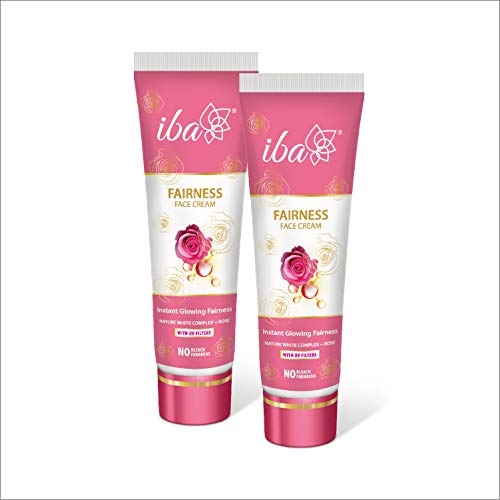 iba®
FAIRNESS
FACE CREAM
Instant Glowing Fairness
NATURE WHITE COMPLEX + ROSE
WITH UV FILTERS
NO BLEACH
PARABENS
iba®
FAIRNESS
FACE CREAM
Instant Glowing Fairness
NATURE WHITE COMPLEX + ROSE
WITH UV FILTERS
NO BLEACH
PARABENS